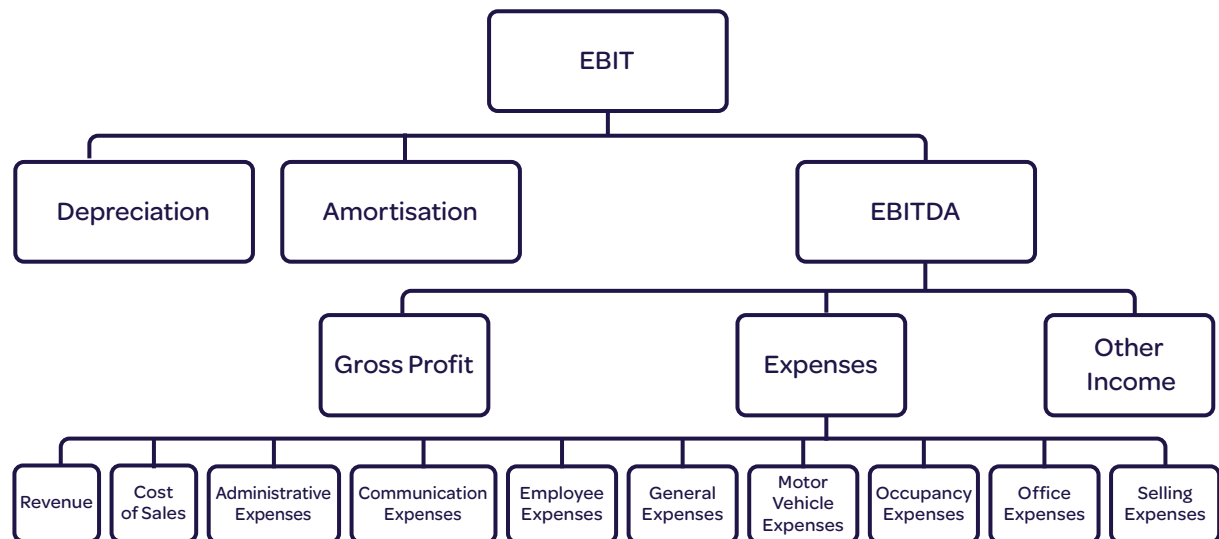 EBIT
Depreciation
Amortisation
EBITDA
Gross Profit
Expenses
Other
Income
Revenue
Cost
of Sales
Administrative
Expenses
Communication
Expenses
Employee
Expenses
General
Expenses
Motor
Vehicle
Expenses
Occupancy
Expenses
Office
Expenses
Selling
Expenses